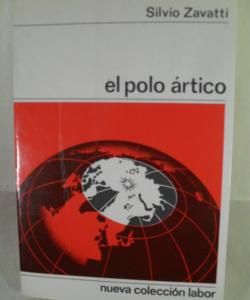 Silvio Zavatti
el polo ártico
nueva colección labor